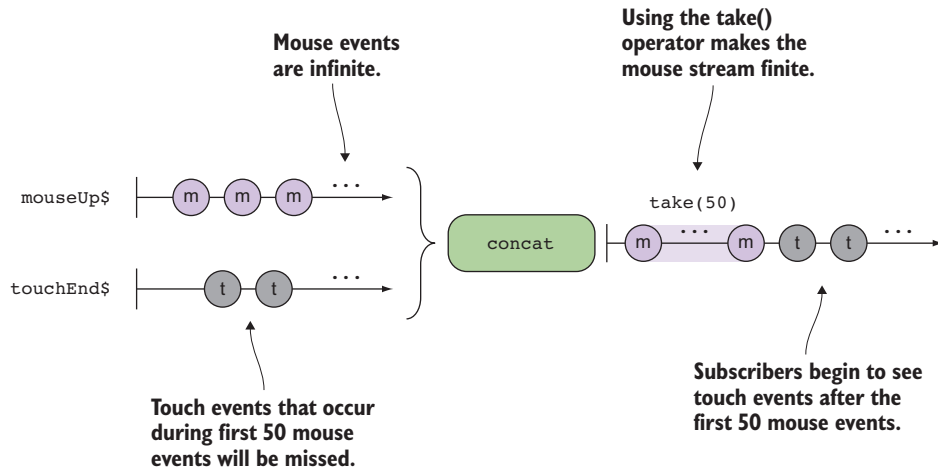 Using the take()
operator makes the
mouse stream finite.
Mouse events
are infinite.
mouseUp$ m m m ...
take(50)
concat
m ... m t t ...
touchEnd$ t t ...
Touch events that occur
during first 50 mouse
events will be missed.
Subscribers begin to see
touch events after the
first 50 mouse events.